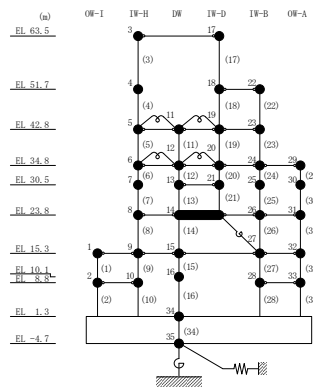 (m) OW-I IW-H DW IW-D IW-B OW-A
EL 63.5 3 17
(3) (17)
EL 51.7 4 18 22
(4) (18) (22)
EL 42.8 5 11 19 23
(5) (11) (19) (23)
EL 34.8 6 12 20 24 29
(6) (12) (20) (24)
EL 30.5 7 13 21 25 30
(7) (13) (21) (25)
EL 23.8 8 14 26 31
(8) (14) 27
EL 15.3 1 9 15 32
(1) (9) (15) (27)
EL 10.1 16
EL 8.8 2 10 28 33
(2) (10) (16) (28)
EL 1.3 34
(34)
EL -4.7 35